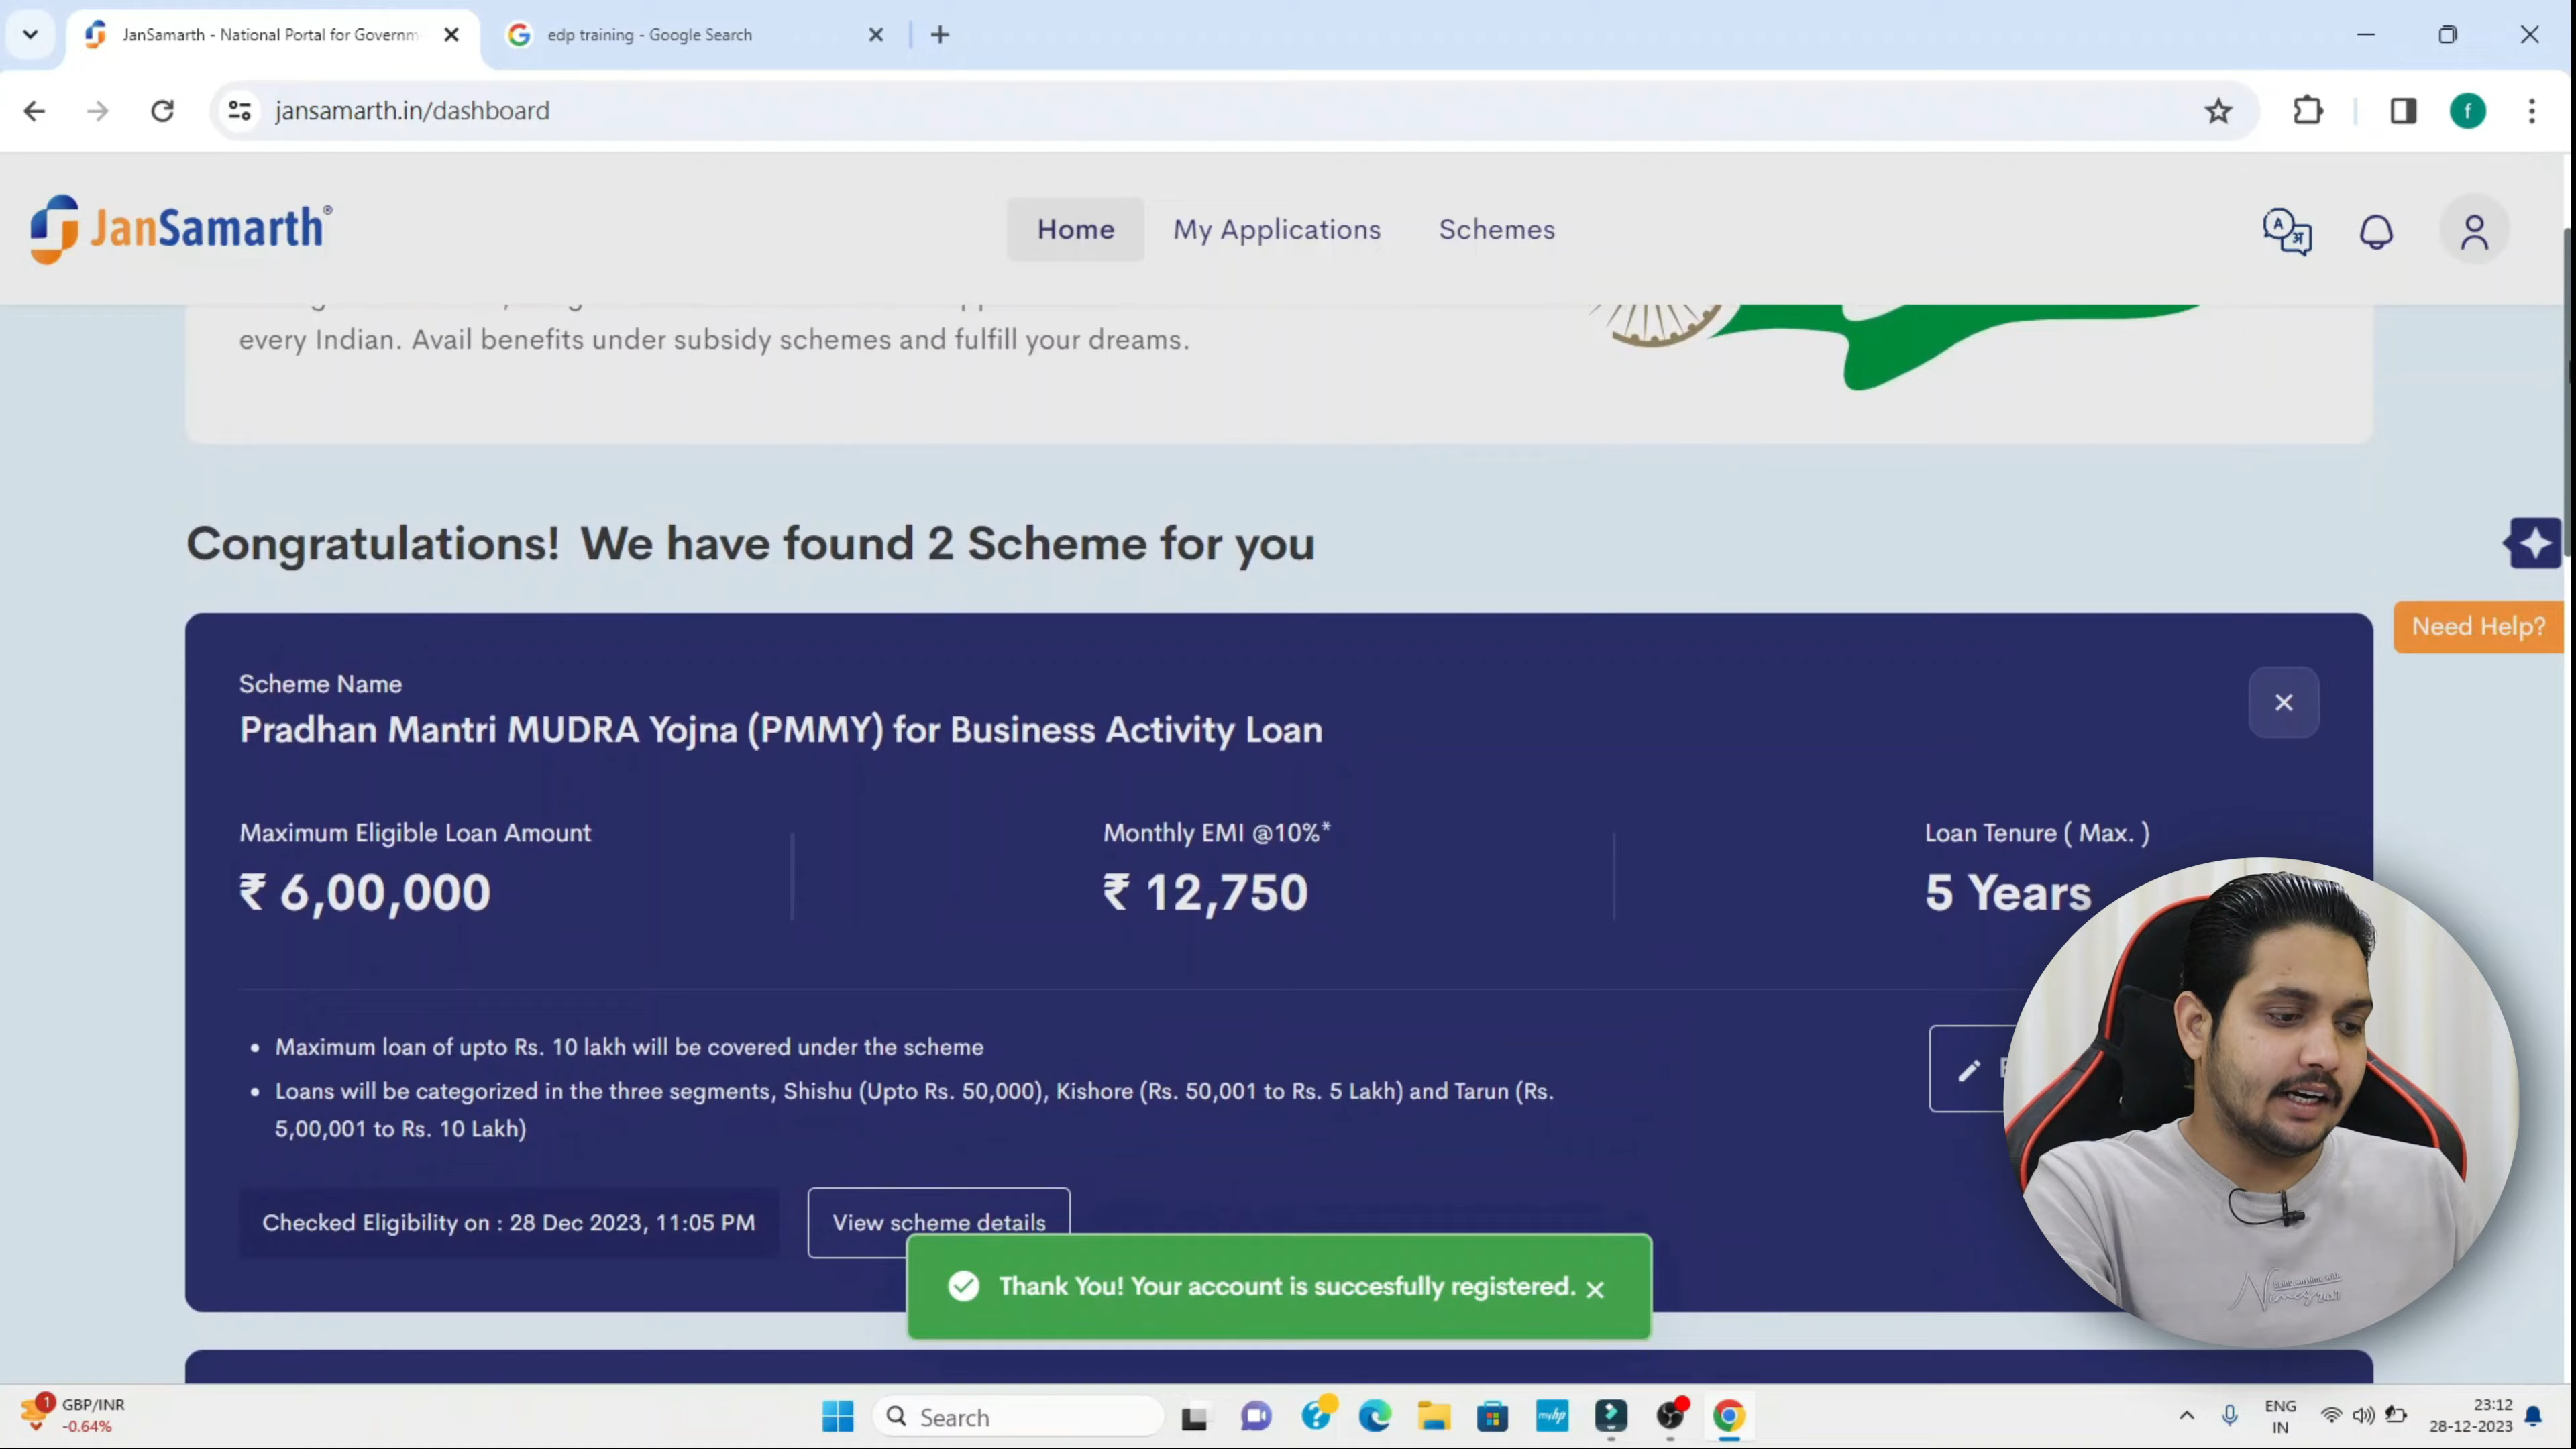 JanSamarth - National Portal for Governm
edp training - Google Search
jansamarth.in/dashboard
JanSamarth®
Home
My Applications
Schemes
every Indian. Avail benefits under subsidy schemes and fulfill your dreams.
Congratulations! We have found 2 Scheme for you
Need Help?
Scheme Name
Pradhan Mantri MUDRA Yojna (PMMY) for Business Activity Loan
Maximum Eligible Loan Amount
₹ 6,00,000
Monthly EMI @10%*
₹ 12,750
Loan Tenure ( Max. )
5 Years
• Maximum loan of upto Rs. 10 lakh will be covered under the scheme
• Loans will be categorized in the three segments, Shishu (Upto Rs. 50,000), Kishore (Rs. 50,001 to Rs. 5 Lakh) and Tarun (Rs.
5,00,001 to Rs. 10 Lakh)
Checked Eligibility on : 28 Dec 2023, 11:05 PM
View scheme details
Thank You! Your account is succesfully registered.
1
GBP/INR
-0.64%
Search
myhp
ENG
IN
23:12
28-12-2023
f
A
अ